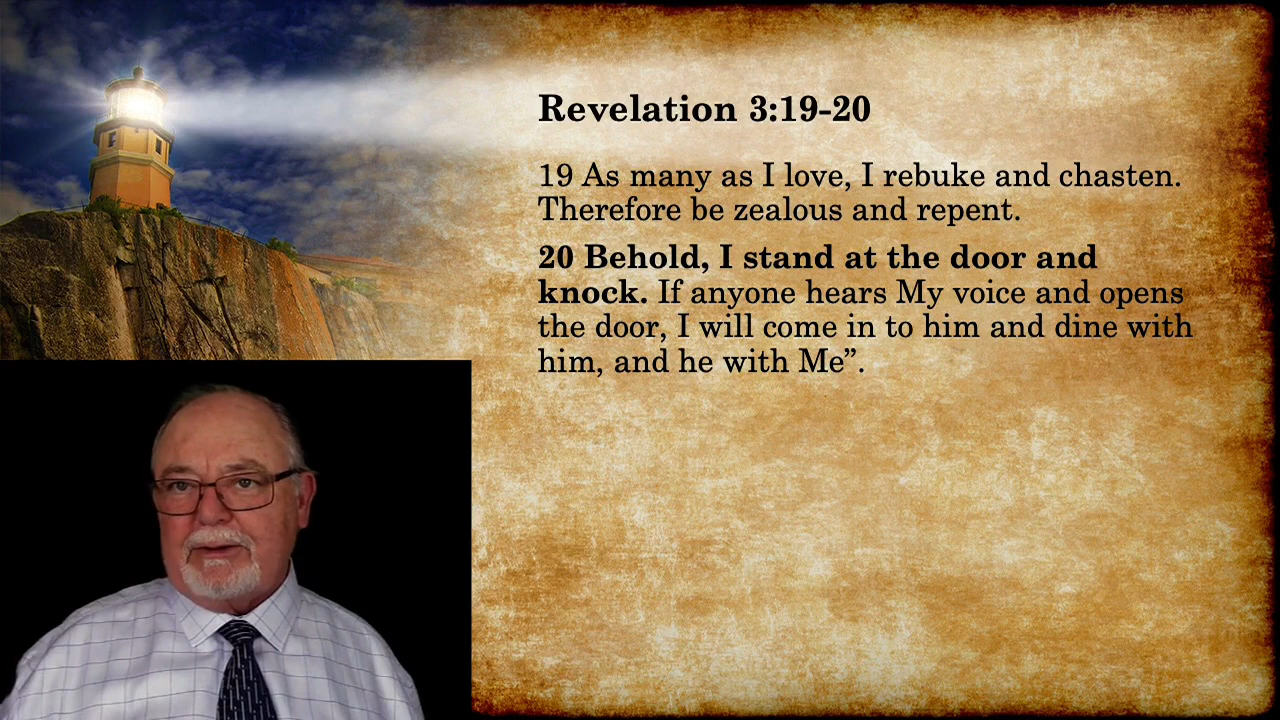 Revelation 3:19-20
19 As many as I love, I rebuke and chasten.
Therefore be zealous and repent.
20 Behold, I stand at the door and
knock. If anyone hears My voice and opens
the door, I will come in to him and dine with
him, and he with Me”.